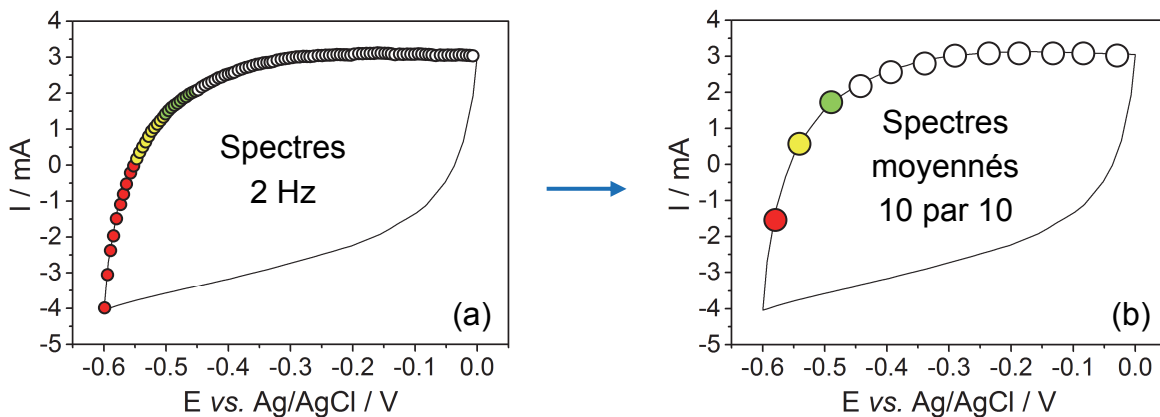 4
3
2
1
0
-1
-2
-3
-4
-5
I / mA
Spectres
2 Hz
(a)
-0.6 -0.5 -0.4 -0.3 -0.2 -0.1 0.0
E vs. Ag/AgCl / V
4
3
2
1
0
-1
-2
-3
-4
-5
I / mA
Spectres
moyennés
10 par 10
(b)
-0.6 -0.5 -0.4 -0.3 -0.2 -0.1 0.0
E vs. Ag/AgCl / V